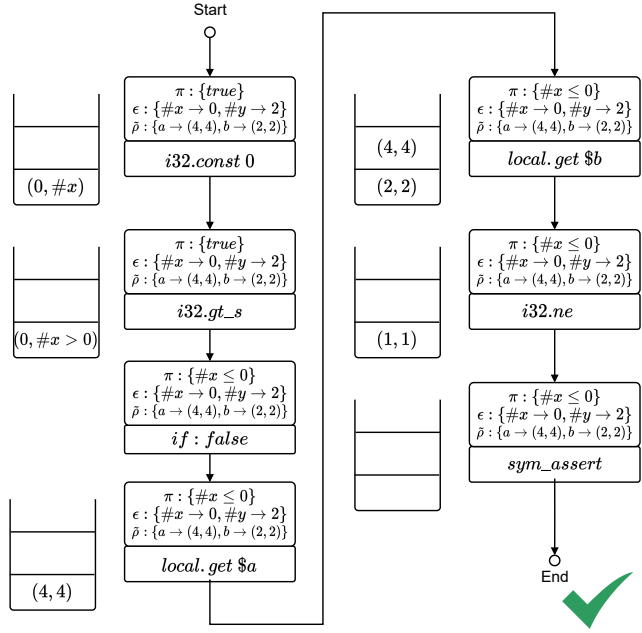 Start
π : {true}
ϵ : {#x → 0, #y → 2}
ρ̃ : {a → (4, 4), b → (2, 2)}
i32.const 0
(0, #x)
π : {true}
ϵ : {#x → 0, #y → 2}
ρ̃ : {a → (4, 4), b → (2, 2)}
i32.gt_s
(0, #x > 0)
π : {#x ≤ 0}
ϵ : {#x → 0, #y → 2}
ρ̃ : {a → (4, 4), b → (2, 2)}
if : false
π : {#x ≤ 0}
ϵ : {#x → 0, #y → 2}
ρ̃ : {a → (4, 4), b → (2, 2)}
local.get $a
(4, 4)
π : {#x ≤ 0}
ϵ : {#x → 0, #y → 2}
ρ̃ : {a → (4, 4), b → (2, 2)}
local.get $b
(4, 4)
(2, 2)
π : {#x ≤ 0}
ϵ : {#x → 0, #y → 2}
ρ̃ : {a → (4, 4), b → (2, 2)}
i32.ne
(1, 1)
π : {#x ≤ 0}
ϵ : {#x → 0, #y → 2}
ρ̃ : {a → (4, 4), b → (2, 2)}
sym_assert
End